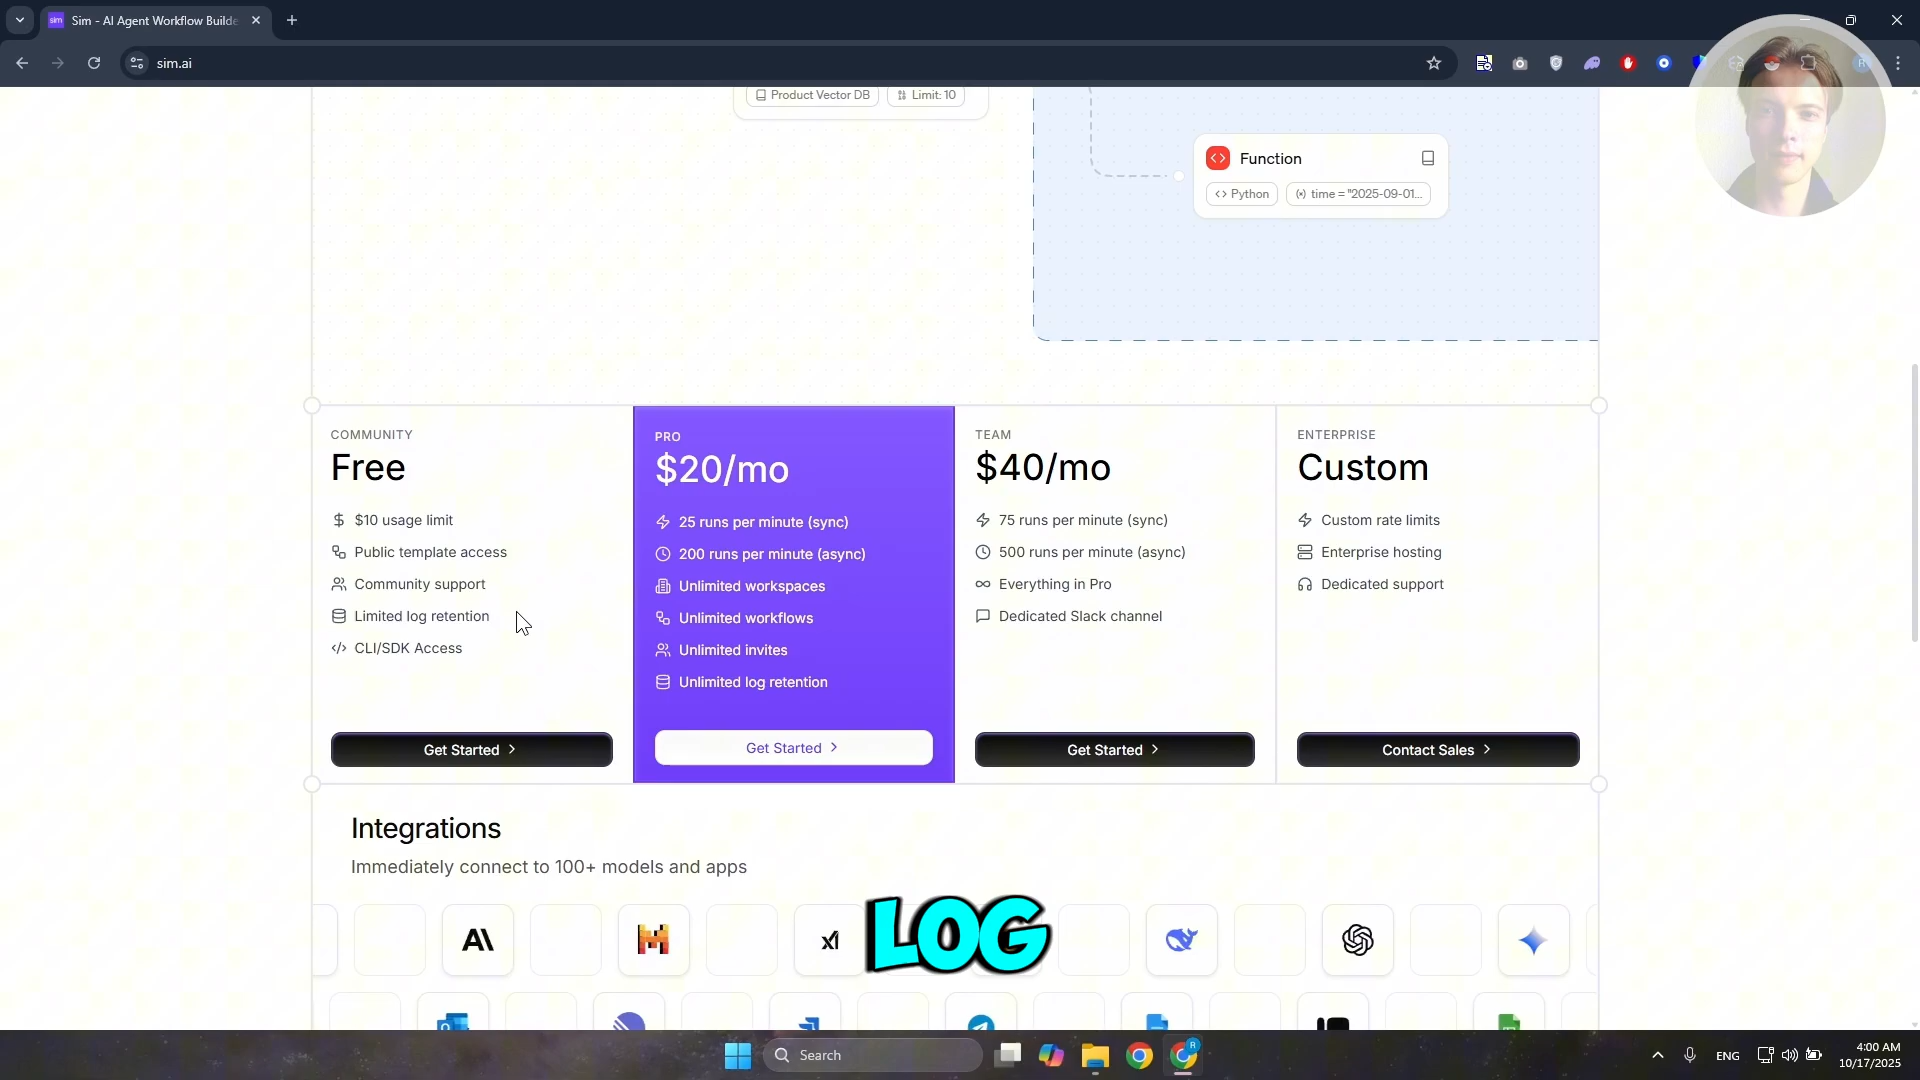 sim
Sim - AI Agent Workflow Builde
sim.ai
Product Vector DB
Limit: 10
Function
Python
(x) time = "2025-09-01...
COMMUNITY
Free
$10 usage limit
Public template access
Community support
Limited log retention
CLI/SDK Access
Get Started
PRO
$20/mo
25 runs per minute (sync)
200 runs per minute (async)
Unlimited workspaces
Unlimited workflows
Unlimited invites
Unlimited log retention
Get Started
TEAM
$40/mo
75 runs per minute (sync)
500 runs per minute (async)
Everything in Pro
Dedicated Slack channel
Get Started
ENTERPRISE
Custom
Custom rate limits
Enterprise hosting
Dedicated support
Contact Sales
Integrations
Immediately connect to 100+ models and apps
LOG
Search
ENG
4:00 AM
10/17/2025